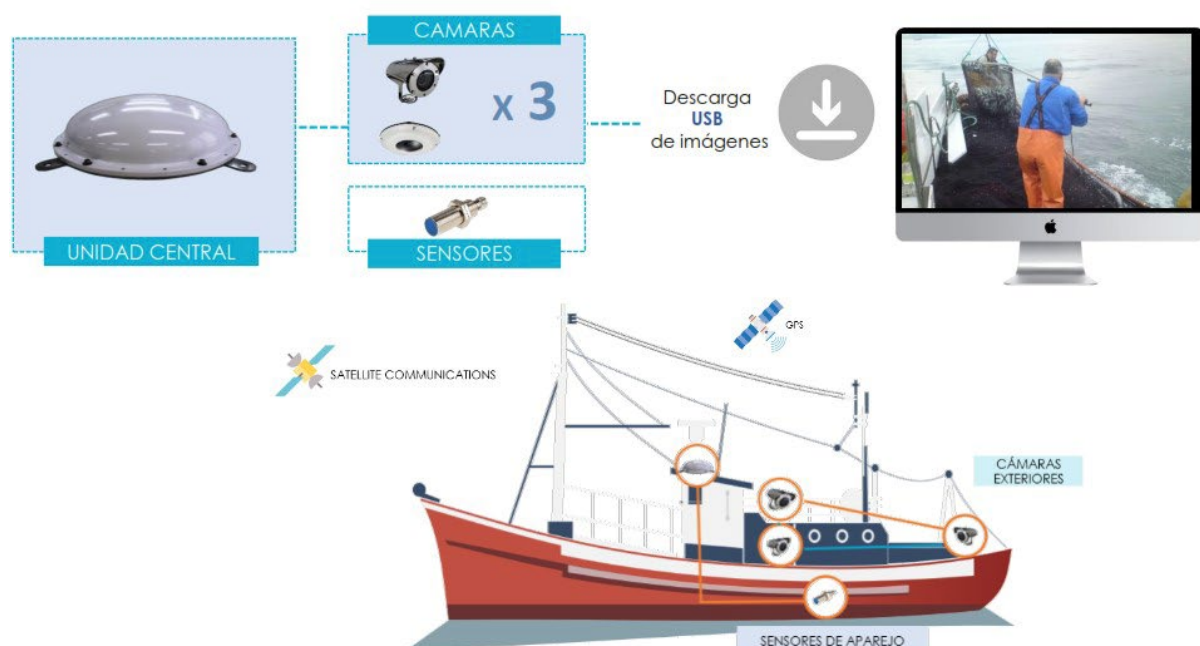 CAMARAS
x 3
UNIDAD CENTRAL
SENSORES
Descarga
USB
de imágenes
GPS
SATELLITE COMMUNICATIONS
CÁMARAS
EXTERIORES
SENSORES DE APAREJO